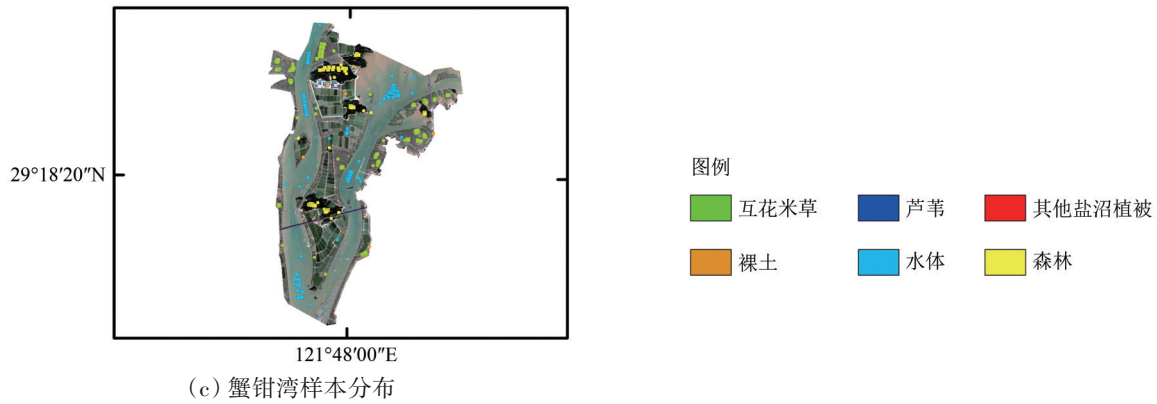 29°18′20″N
121°48′00″E
(c) 蟹钳湾样本分布
图例
互花米草
芦苇
其他盐沼植被
裸土
水体
森林